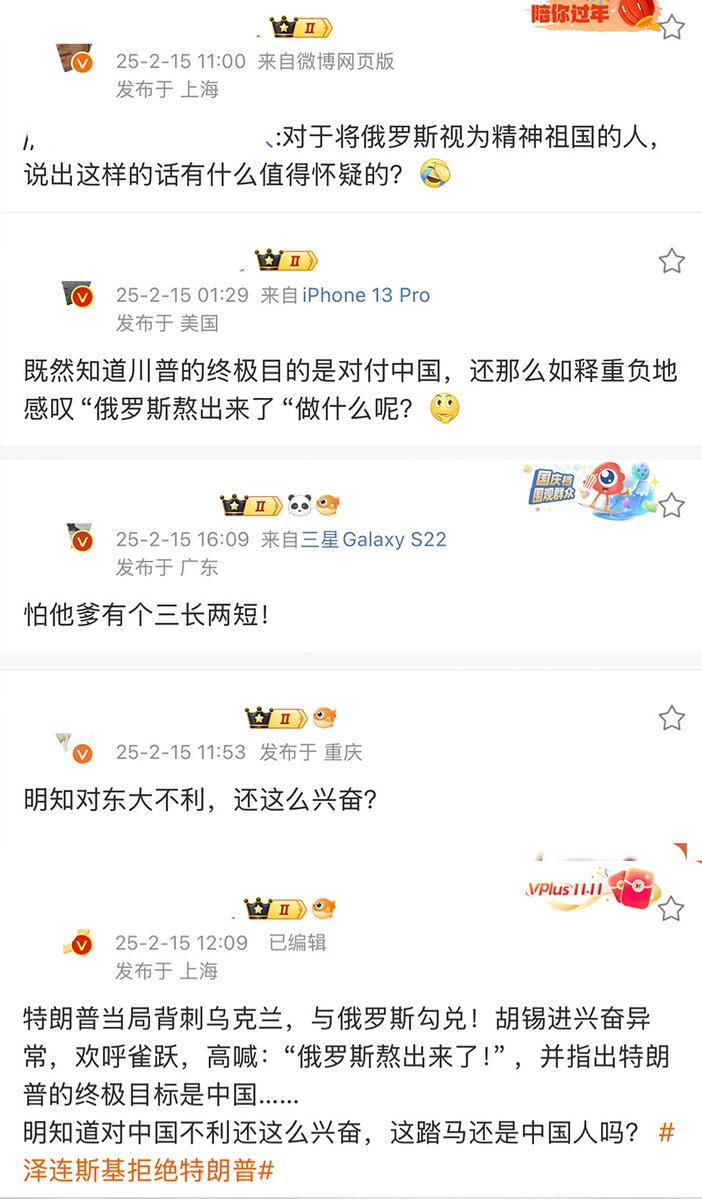 II
陪你过年
25-2-15 11:00 来自微博网页版
发布于 上海
:对于将俄罗斯视为精神祖国的人，
说出这样的话有什么值得怀疑的？
II
25-2-15 01:29 来自 iPhone 13 Pro
发布于 美国
既然知道川普的终极目的是对付中国，还那么如释重负地
感叹“俄罗斯熬出来了“做什么呢？
II
国庆档
围观群众
25-2-15 16:09 来自三星Galaxy S22
发布于 广东
怕他爹有个三长两短！
II
25-2-15 11:53 发布于 重庆
明知对东大不利，还这么兴奋？
II
VPlus 11.11
25-2-15 12:09 已编辑
发布于 上海
特朗普当局背刺乌克兰，与俄罗斯勾兑！胡锡进兴奋异
常，欢呼雀跃，高喊：“俄罗斯熬出来了！”，并指出特朗
普的终极目标是中国……
明知道对中国不利还这么兴奋，这踏马还是中国人吗？ #
泽连斯基拒绝特朗普#